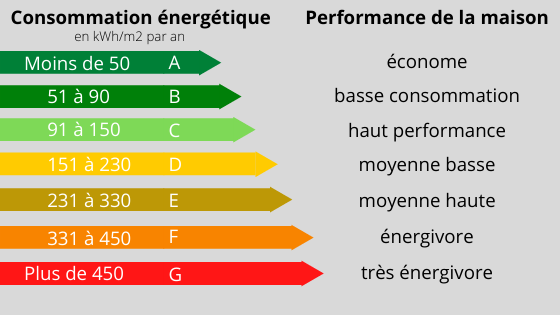 Consommation énergétique Performance de la maison
en kWh/m2 par an
Moins de 50 A économe
51 à 90 B basse consommation
91 à 150 C haut performance
151 à 230 D moyenne basse
231 à 330 E moyenne haute
331 à 450 F énergivore
Plus de 450 G très énergivore